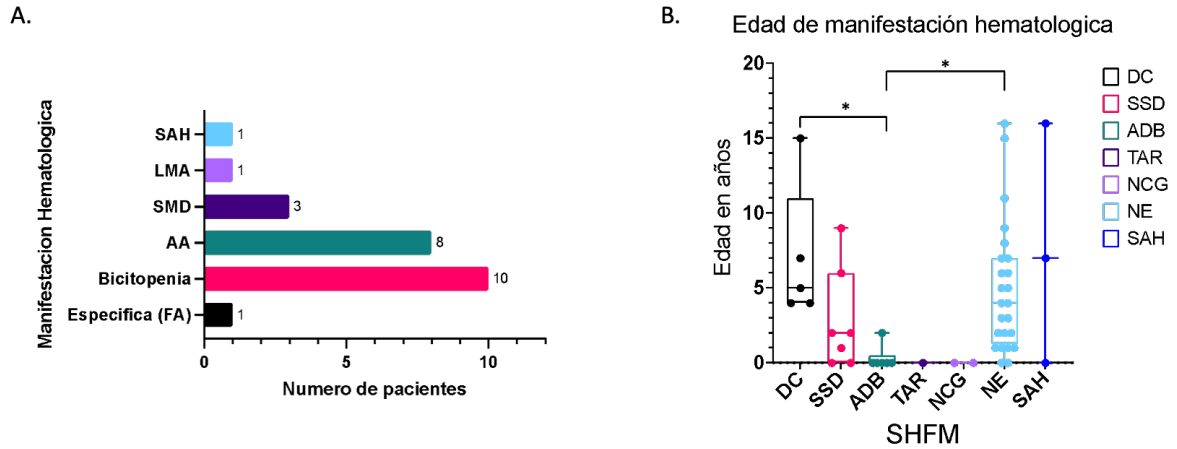 A.
Manifestacion Hematologica
SAH
1
LMA
1
SMD
3
AA
8
Bicitopenia
10
Especifica (FA)
1
0
5
10
Numero de pacientes
B.
Edad de manifestación hematologica
Edad en años
20
15
10
5
0
*
*
DC
SSD
ADB
TAR
NCG
NE
SAH
SHFM
DC
SSD
ADB
TAR
NCG
NE
SAH